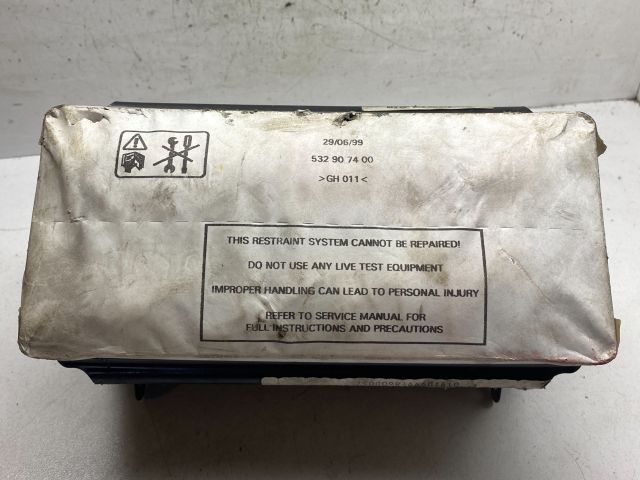 29/06/99
532 90 74 00
>GH 011<
THIS RESTRAINT SYSTEM CANNOT BE REPAIRED!
DO NOT USE ANY LIVE TEST EQUIPMENT
IMPROPER HANDLING CAN LEAD TO PERSONAL INJURY
REFER TO SERVICE MANUAL FOR
FULL INSTRUCTIONS AND PRECAUTIONS